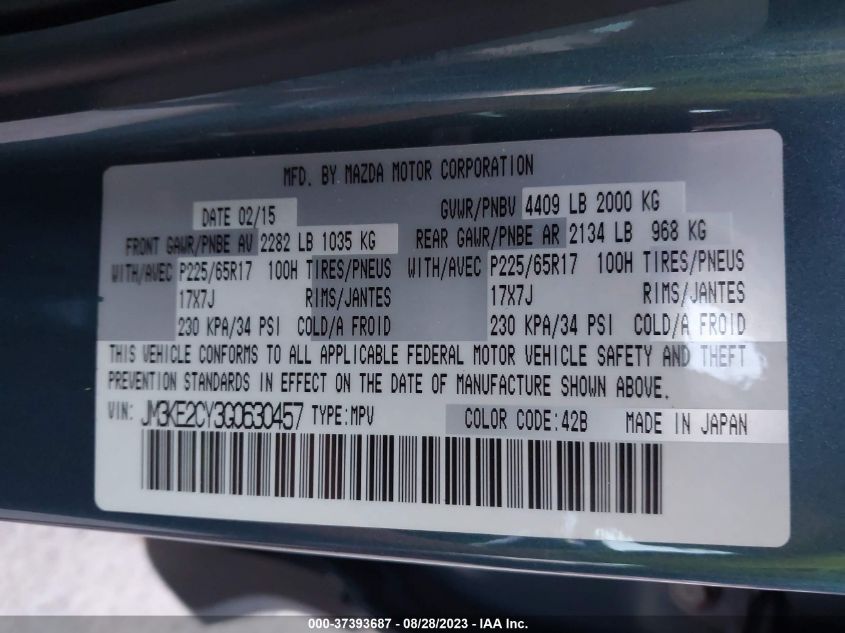 MFD. BY MAZDA MOTOR CORPORATION
DATE 02/15 GVWR/PNBV 4409 LB 2000 KG
FRONT GAWR/PNBE AV 2282 LB 1035 KG REAR GAWR/PNBE AR 2134 LB 968 KG
WITH/AVEC P225/65R17 100H TIRES/PNEUS WITH/AVEC P225/65R17 100H TIRES/PNEUS
17X7J RIMS/JANTES 17X7J RIMS/JANTES
230 KPA/34 PSI COLD/A FROID 230 KPA/34 PSI COLD/A FROID
THIS VEHICLE CONFORMS TO ALL APPLICABLE FEDERAL MOTOR VEHICLE SAFETY AND THEFT
PREVENTION STANDARDS IN EFFECT ON THE DATE OF MANUFACTURE SHOWN ABOVE.
VIN: JM3KE2CY3G0630457 TYPE:MPV COLOR CODE:42B MADE IN JAPAN
000-37393687 - 08/28/2023 - IAA Inc.